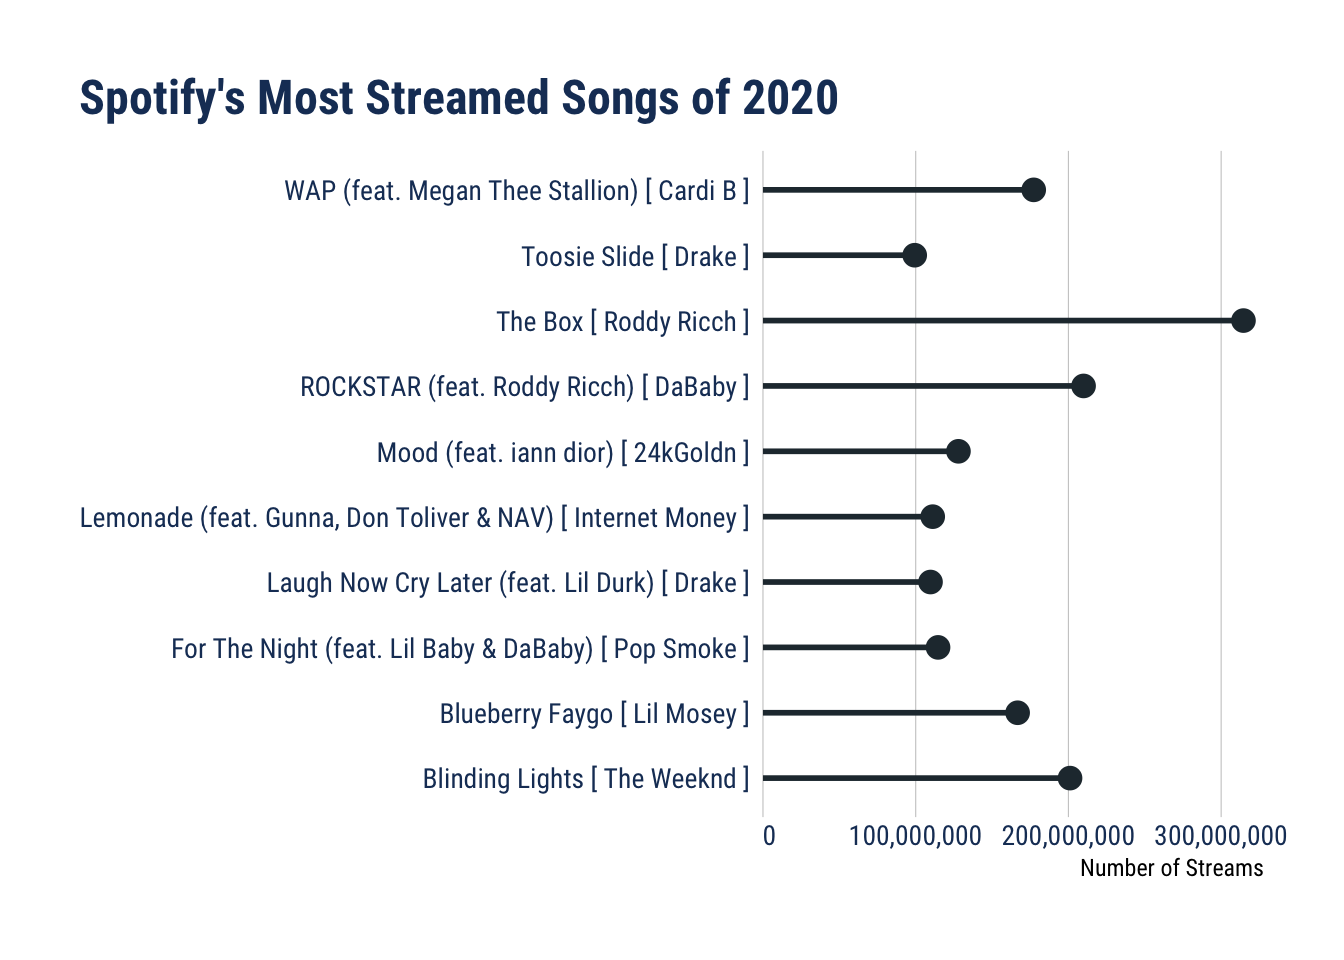 Spotify's Most Streamed Songs of 2020
WAP (feat. Megan Thee Stallion) [ Cardi B ]
Toosie Slide [ Drake ]
The Box [ Roddy Ricch ]
ROCKSTAR (feat. Roddy Ricch) [ DaBaby ]
Mood (feat. iann dior) [ 24kGoldn ]
Lemonade (feat. Gunna, Don Toliver & NAV) [ Internet Money ]
Laugh Now Cry Later (feat. Lil Durk) [ Drake ]
For The Night (feat. Lil Baby & DaBaby) [ Pop Smoke ]
Blueberry Faygo [ Lil Mosey ]
Blinding Lights [ The Weeknd ]
0 100,000,000 200,000,000 300,000,000
Number of Streams